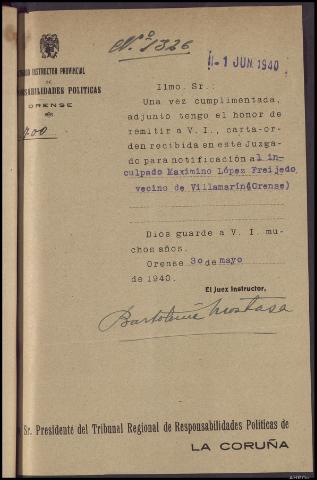 Nº 1326
- 1 JUN. 1940
INSTRUCTOR PROVINCIAL
DE
RESPONSABILIDADES POLITICAS
ORENSE
Ilmo. Sr.:
Una vez cumplimentada,
adjunto tengo el honor de
remitir a V. I., carta-or-
den recibida en este Juzga-
do para notificación al in-
culpado Maximino López Freijedo,
vecino de Villamarín(Orense)
Dios guarde a V. I. mu-
chos años.
Orense 30 de mayo
de 1940.
El Juez Instructor,
Bartolomé Mostaza
Sr. Presidente del Tribunal Regional de Responsabilidades Políticas de
LA CORUÑA